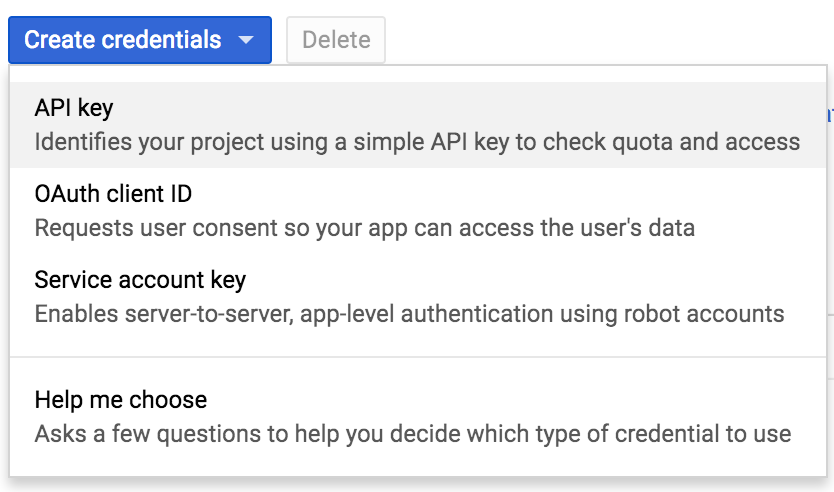 Create credentials
Delete
API key
Identifies your project using a simple API key to check quota and access
OAuth client ID
Requests user consent so your app can access the user's data
Service account key
Enables server-to-server, app-level authentication using robot accounts
Help me choose
Asks a few questions to help you decide which type of credential to use